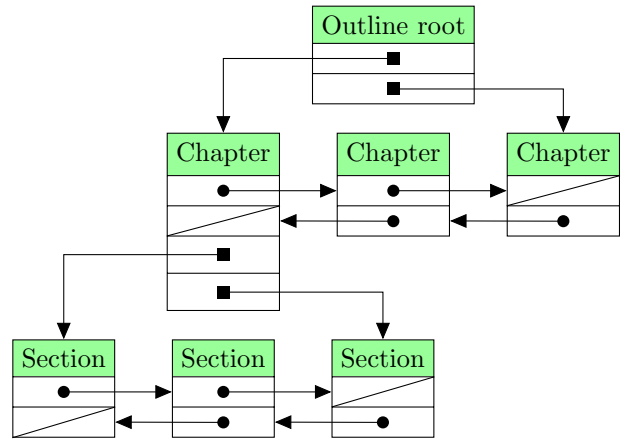 Outline root
Chapter
Chapter
Chapter
Section
Section
Section